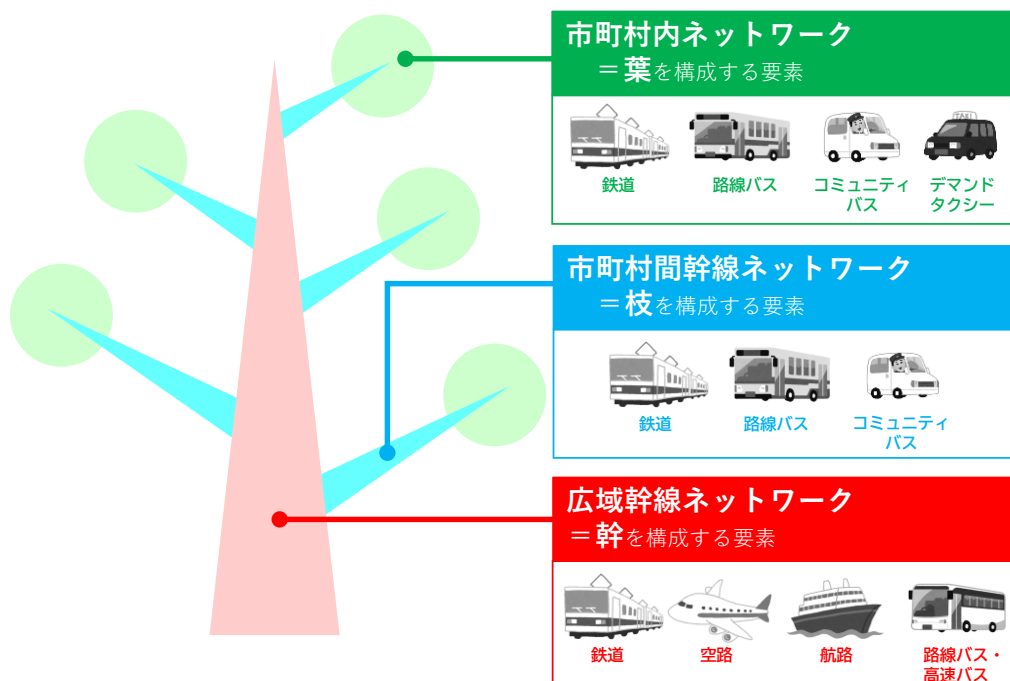 市町村内ネットワーク
＝葉を構成する要素
TAXI
鉄道
路線バス
コミュニティ
バス
デマンド
タクシー
市町村間幹線ネットワーク
＝枝を構成する要素
鉄道
路線バス
コミュニティ
バス
広域幹線ネットワーク
＝幹を構成する要素
鉄道
空路
航路
路線バス・
高速バス